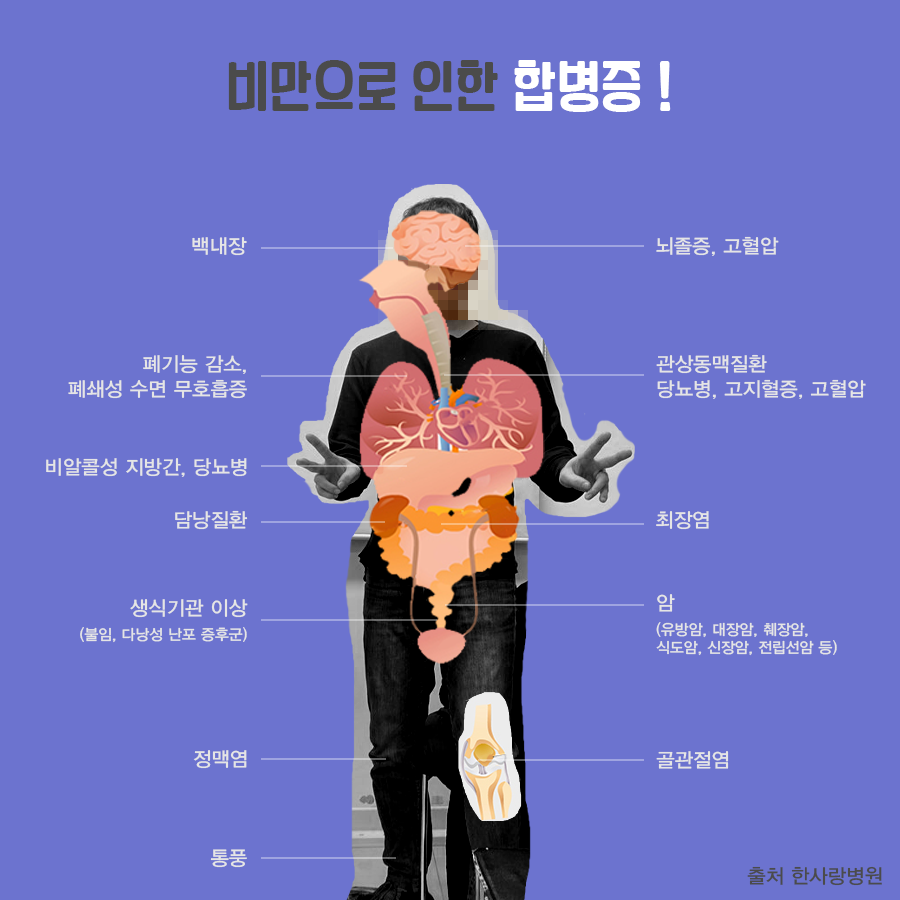 비만으로 인한 합병증 !
백내장
뇌졸증, 고혈압
폐기능 감소,
폐쇄성 수면 무호흡증
관상동맥질환
당뇨병, 고지혈증, 고혈압
비알콜성 지방간, 당뇨병
담낭질환
최장염
생식기관 이상
(불임, 다낭성 난포 증후군)
암
(유방암, 대장암, 췌장암,
식도암, 신장암, 전립선암 등)
정맥염
골관절염
통풍
출처 한사랑병원